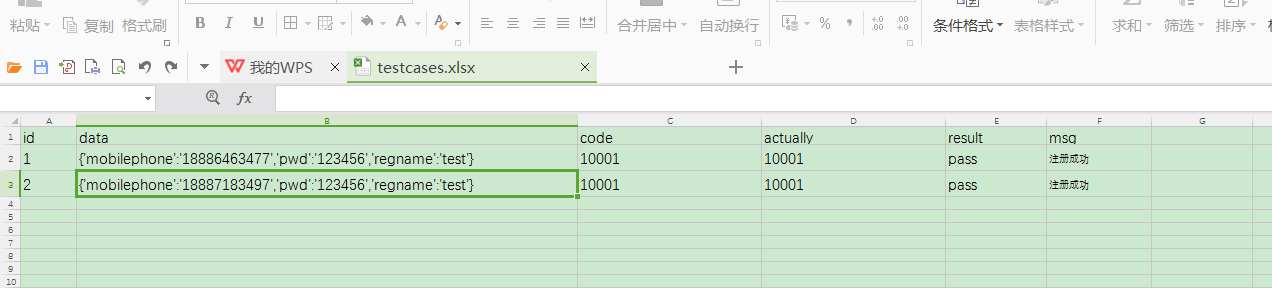 粘贴 复制 格式刷 B I U A A 合并居中 自动换行 % , .0 .00 .00 .0 条件格式 表格样式 求和 筛选 排序
我的WPS × testcases.xlsx × +
fx
A B C D E F G
1 id data code actually result msg
2 1 {'mobilephone':'18886463477','pwd':'123456','regname':'test'} 10001 10001 pass 注册成功
3 2 {'mobilephone':'18887183497','pwd':'123456','regname':'test'} 10001 10001 pass 注册成功
4
5
6
7
8
9
10